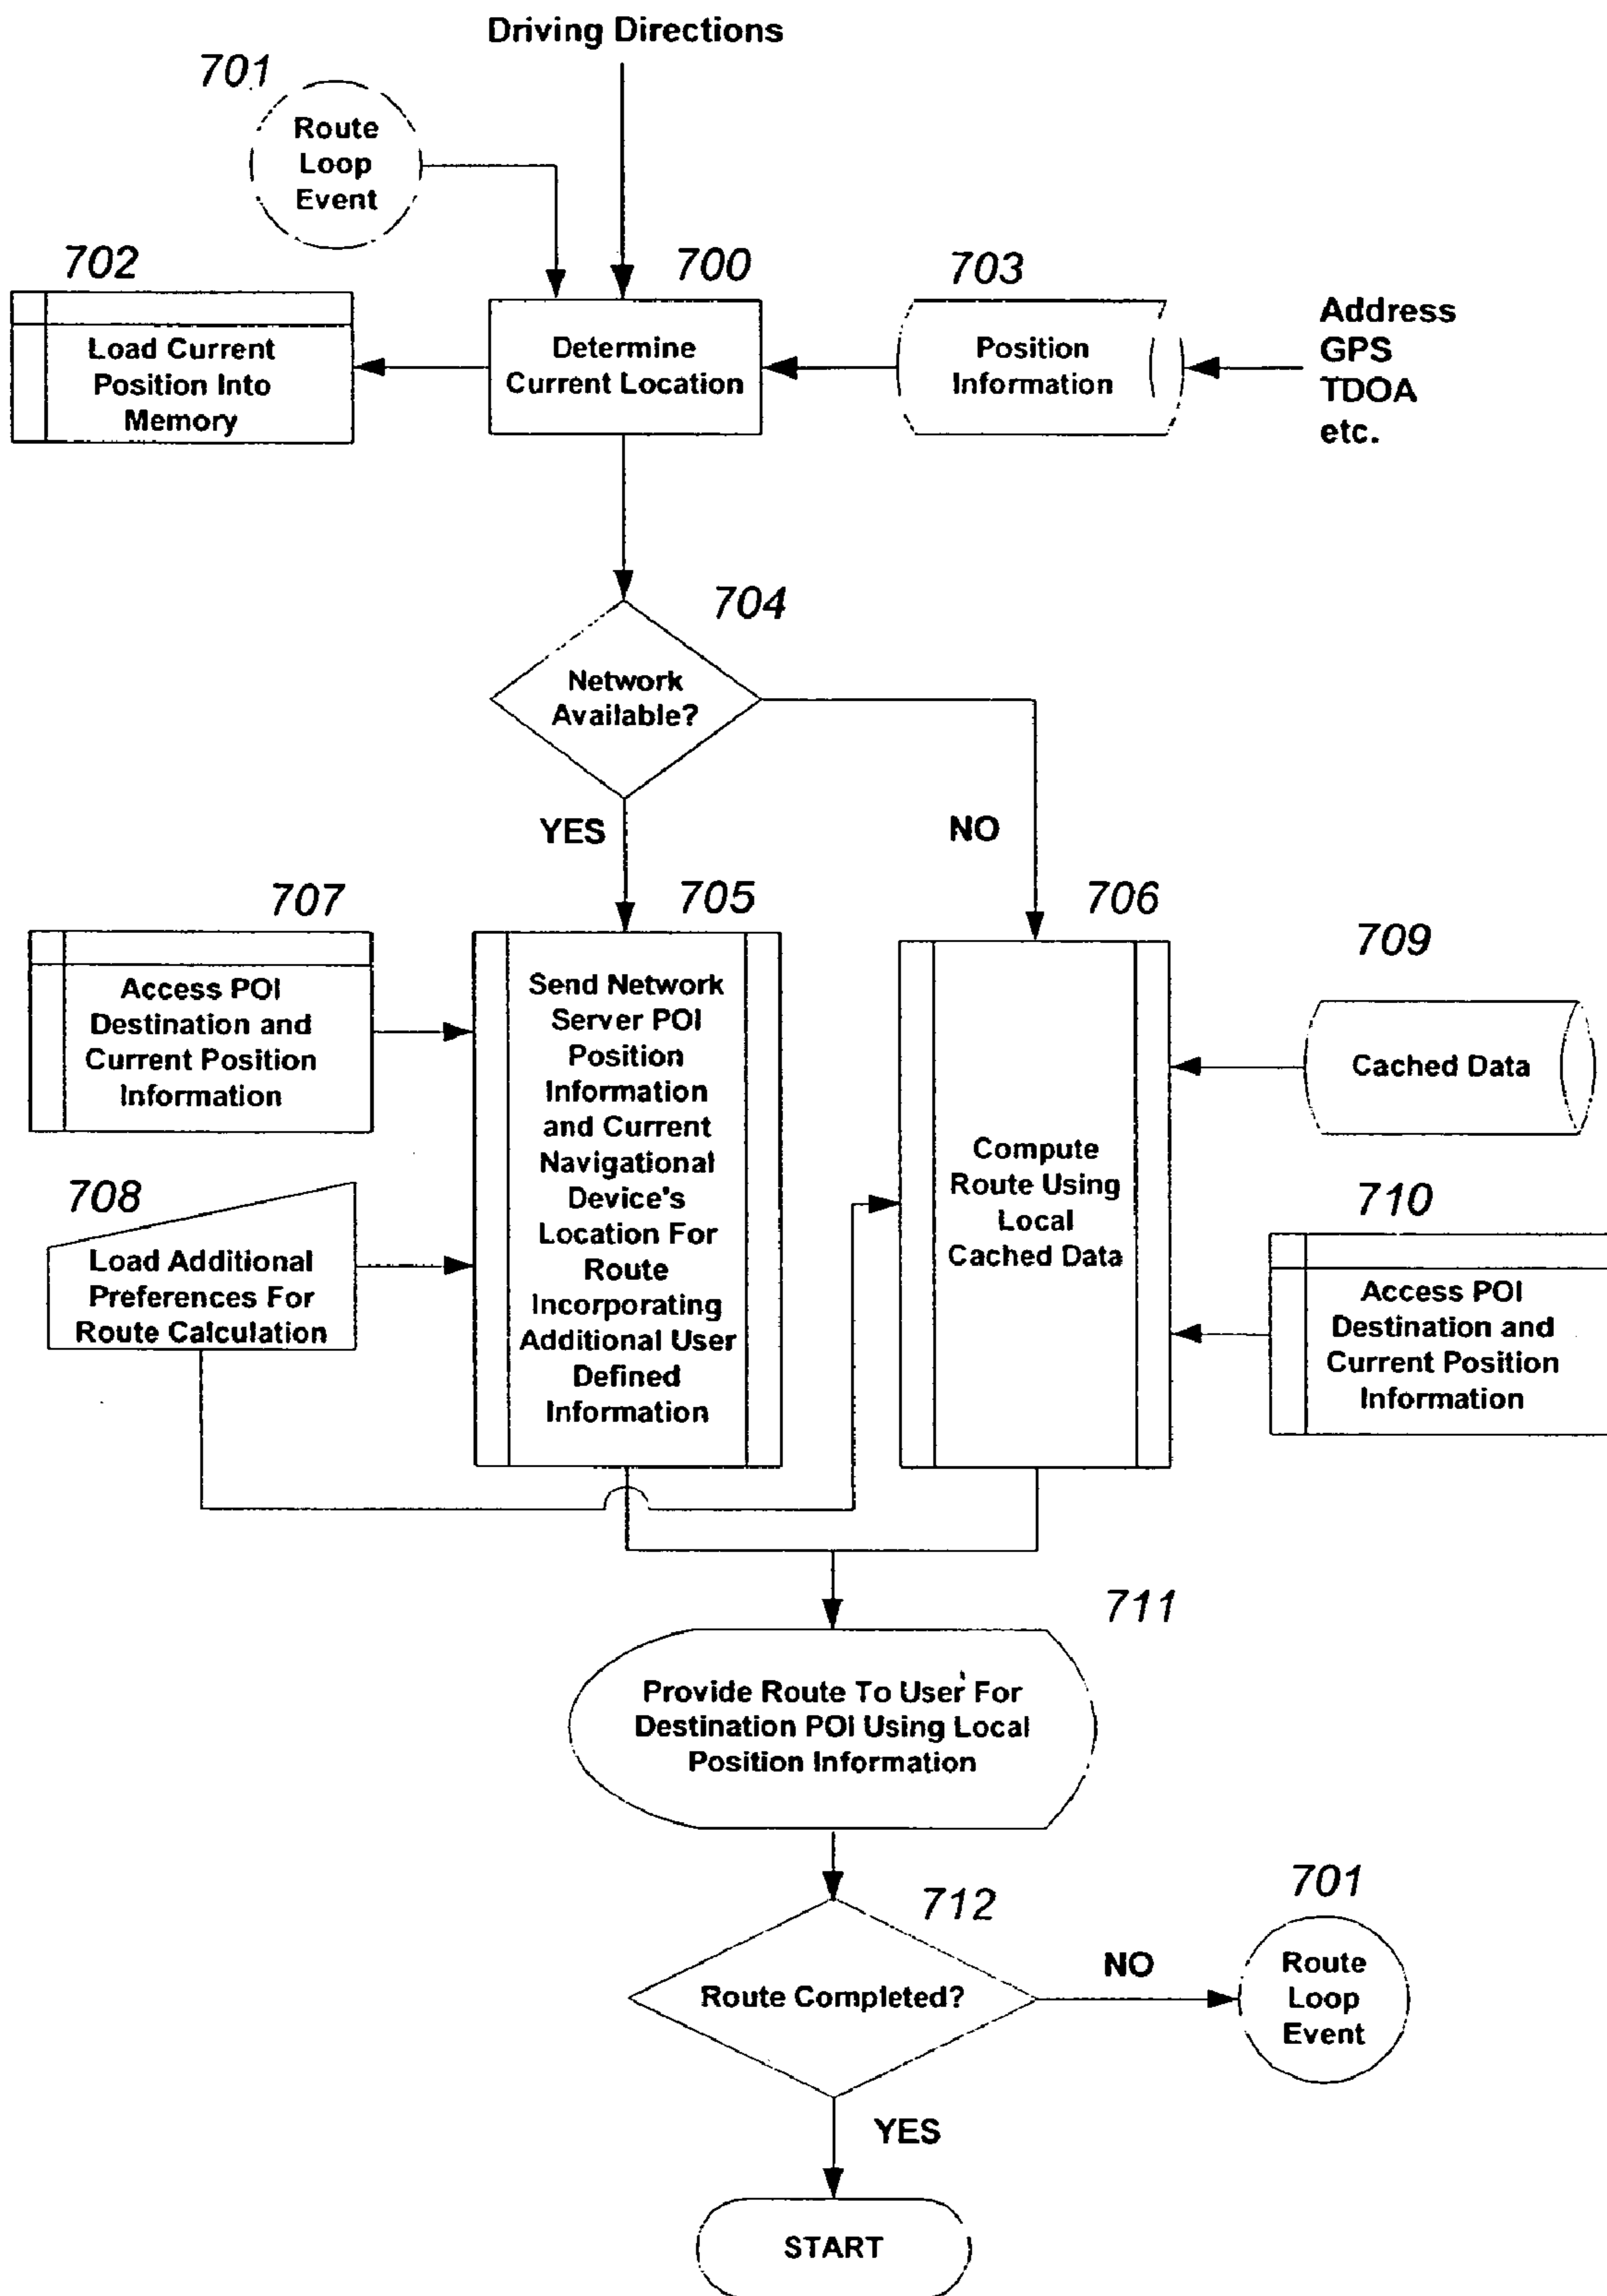 Driving Directions
701
Route
Loop
Event
702
Load Current
Position Into
Memory
700
Determine
Current Location
703
Position
Information
Address
GPS
TDOA
etc.
704
Network
Available?
YES
NO
707
Access POI
Destination and
Current Position
Information
705
Send Network
Server POI
Position
Information
and Current
Navigational
Device's
Location For
Route
Incorporating
Additional User
Defined
Information
706
Compute
Route Using
Local
Cached Data
709
Cached Data
708
Load Additional
Preferences For
Route Calculation
710
Access POI
Destination and
Current Position
Information
711
Provide Route To User For
Destination POI Using Local
Position Information
712
Route Completed?
NO
701
Route
Loop
Event
YES
START